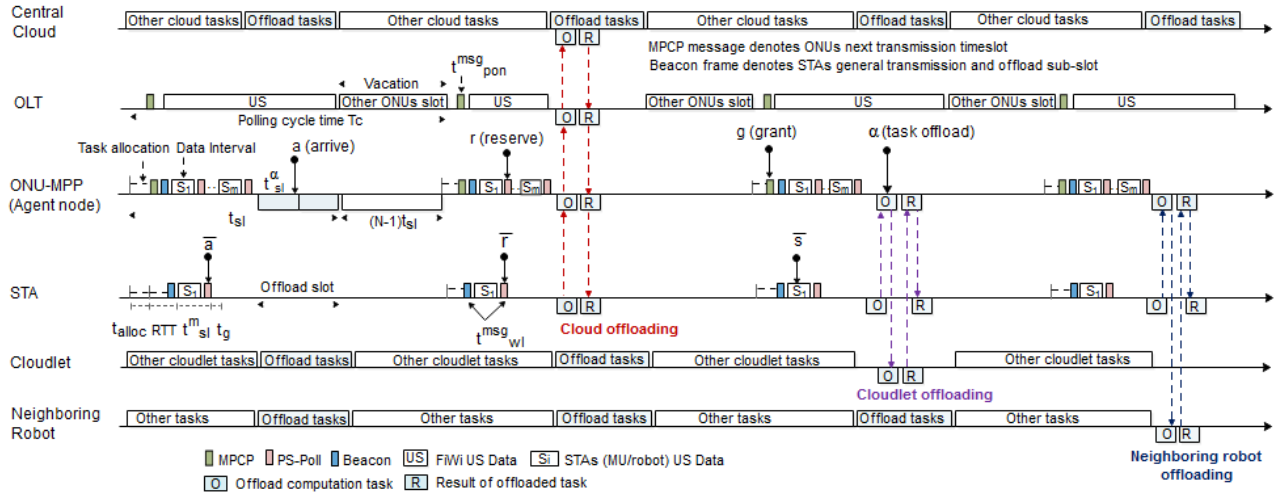 Central Cloud
Other cloud tasks Offload tasks Other cloud tasks Offload tasks Other cloud tasks Offload tasks Other cloud tasks Offload tasks
O R
MPCP message denotes ONUs next transmission timeslot
Beacon frame denotes STAs general transmission and offload sub-slot
t^msg_pon
Vacation
OLT
US Other ONUs slot US Other ONUs slot US Other ONUs slot US
Polling cycle time Tc
O R
Task allocation Data Interval
a (arrive)
r (reserve)
g (grant)
α (task offload)
ONU-MPP
(Agent node)
S1 Sm t^α_sl S1 Sm S1 Sm S1 Sm
O R O R O R
t_sl (N-1)t_sl
a̅ r̅ s̅
STA
S1 Offload slot S1 S1 S1
O R O R O R
t_alloc RTT t^m_sl t_g
t^msg_wl
Cloud offloading
Cloudlet
Other cloudlet tasks Offload tasks Other cloudlet tasks Offload tasks Other cloudlet tasks Other cloudlet tasks
O R
Cloudlet offloading
Neighboring
Robot
Other tasks Offload tasks Other tasks Offload tasks Other tasks Offload tasks Other tasks
O R
Neighboring robot
offloading
MPCP PS-Poll Beacon US FiWi US Data Si STAs (MU/robot) US Data
O Offload computation task R Result of offloaded task